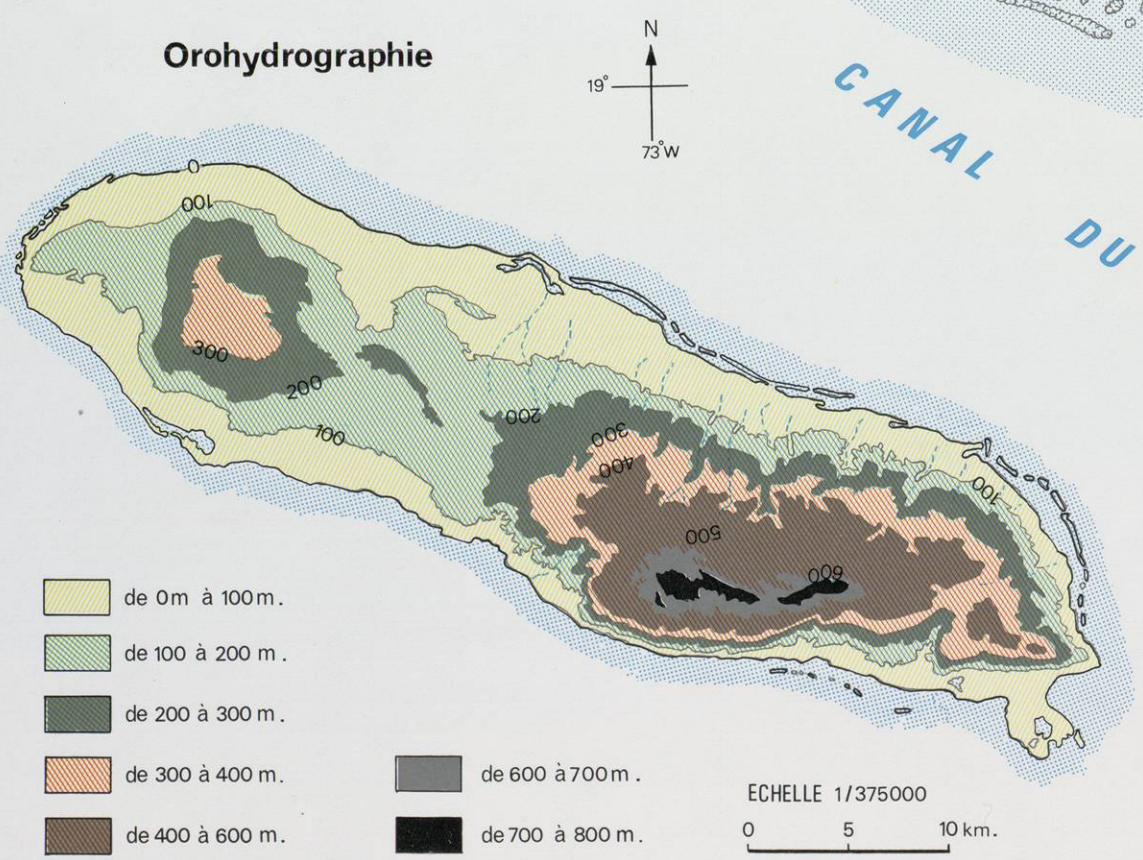 Orohydrographie
N
19°
73°W
CANAL
DU
0
100
300
200
100
200
300
400
500
600
100
de 0m à 100m.
de 100 à 200 m.
de 200 à 300 m.
de 300 à 400 m.
de 400 à 600 m.
de 600 à 700m.
de 700 à 800 m.
ECHELLE 1/375000
0 5 10 km.